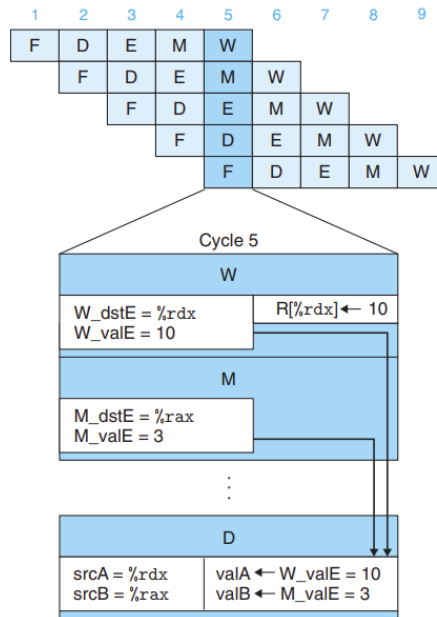 1 2 3 4 5 6 7 8 9
F D E M W
F D E M W
F D E M W
F D E M W
F D E M W
Cycle 5
W
W_dstE = %rdx
W_valE = 10
R[%rdx] ← 10
M
M_dstE = %rax
M_valE = 3
D
srcA = %rdx
srcB = %rax
valA ← W_valE = 10
valB ← M_valE = 3